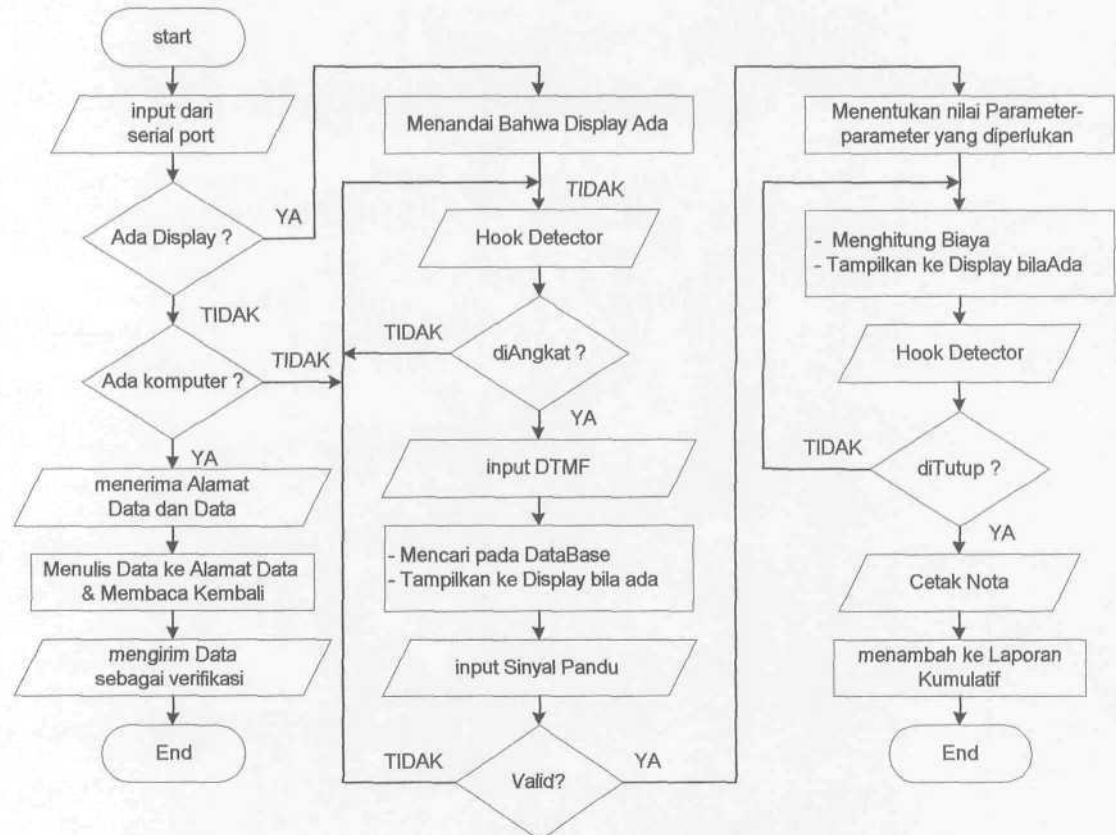 start
input dari
serial port
Ada Display ?
YA
TIDAK
Ada komputer ?
TIDAK
YA
menerima Alamat
Data dan Data
Menulis Data ke Alamat Data
& Membaca Kembali
mengirim Data
sebagai verifikasi
End
Menandai Bahwa Display Ada
TIDAK
Hook Detector
TIDAK
diAngkat ?
YA
input DTMF
- Mencari pada DataBase
- Tampilkan ke Display bila ada
input Sinyal Pandu
TIDAK
Valid?
YA
Menentukan nilai Parameter-
parameter yang diperlukan
- Menghitung Biaya
- Tampilkan ke Display bilaAda
Hook Detector
TIDAK
diTutup ?
YA
Cetak Nota
menambah ke Laporan
Kumulatif
End